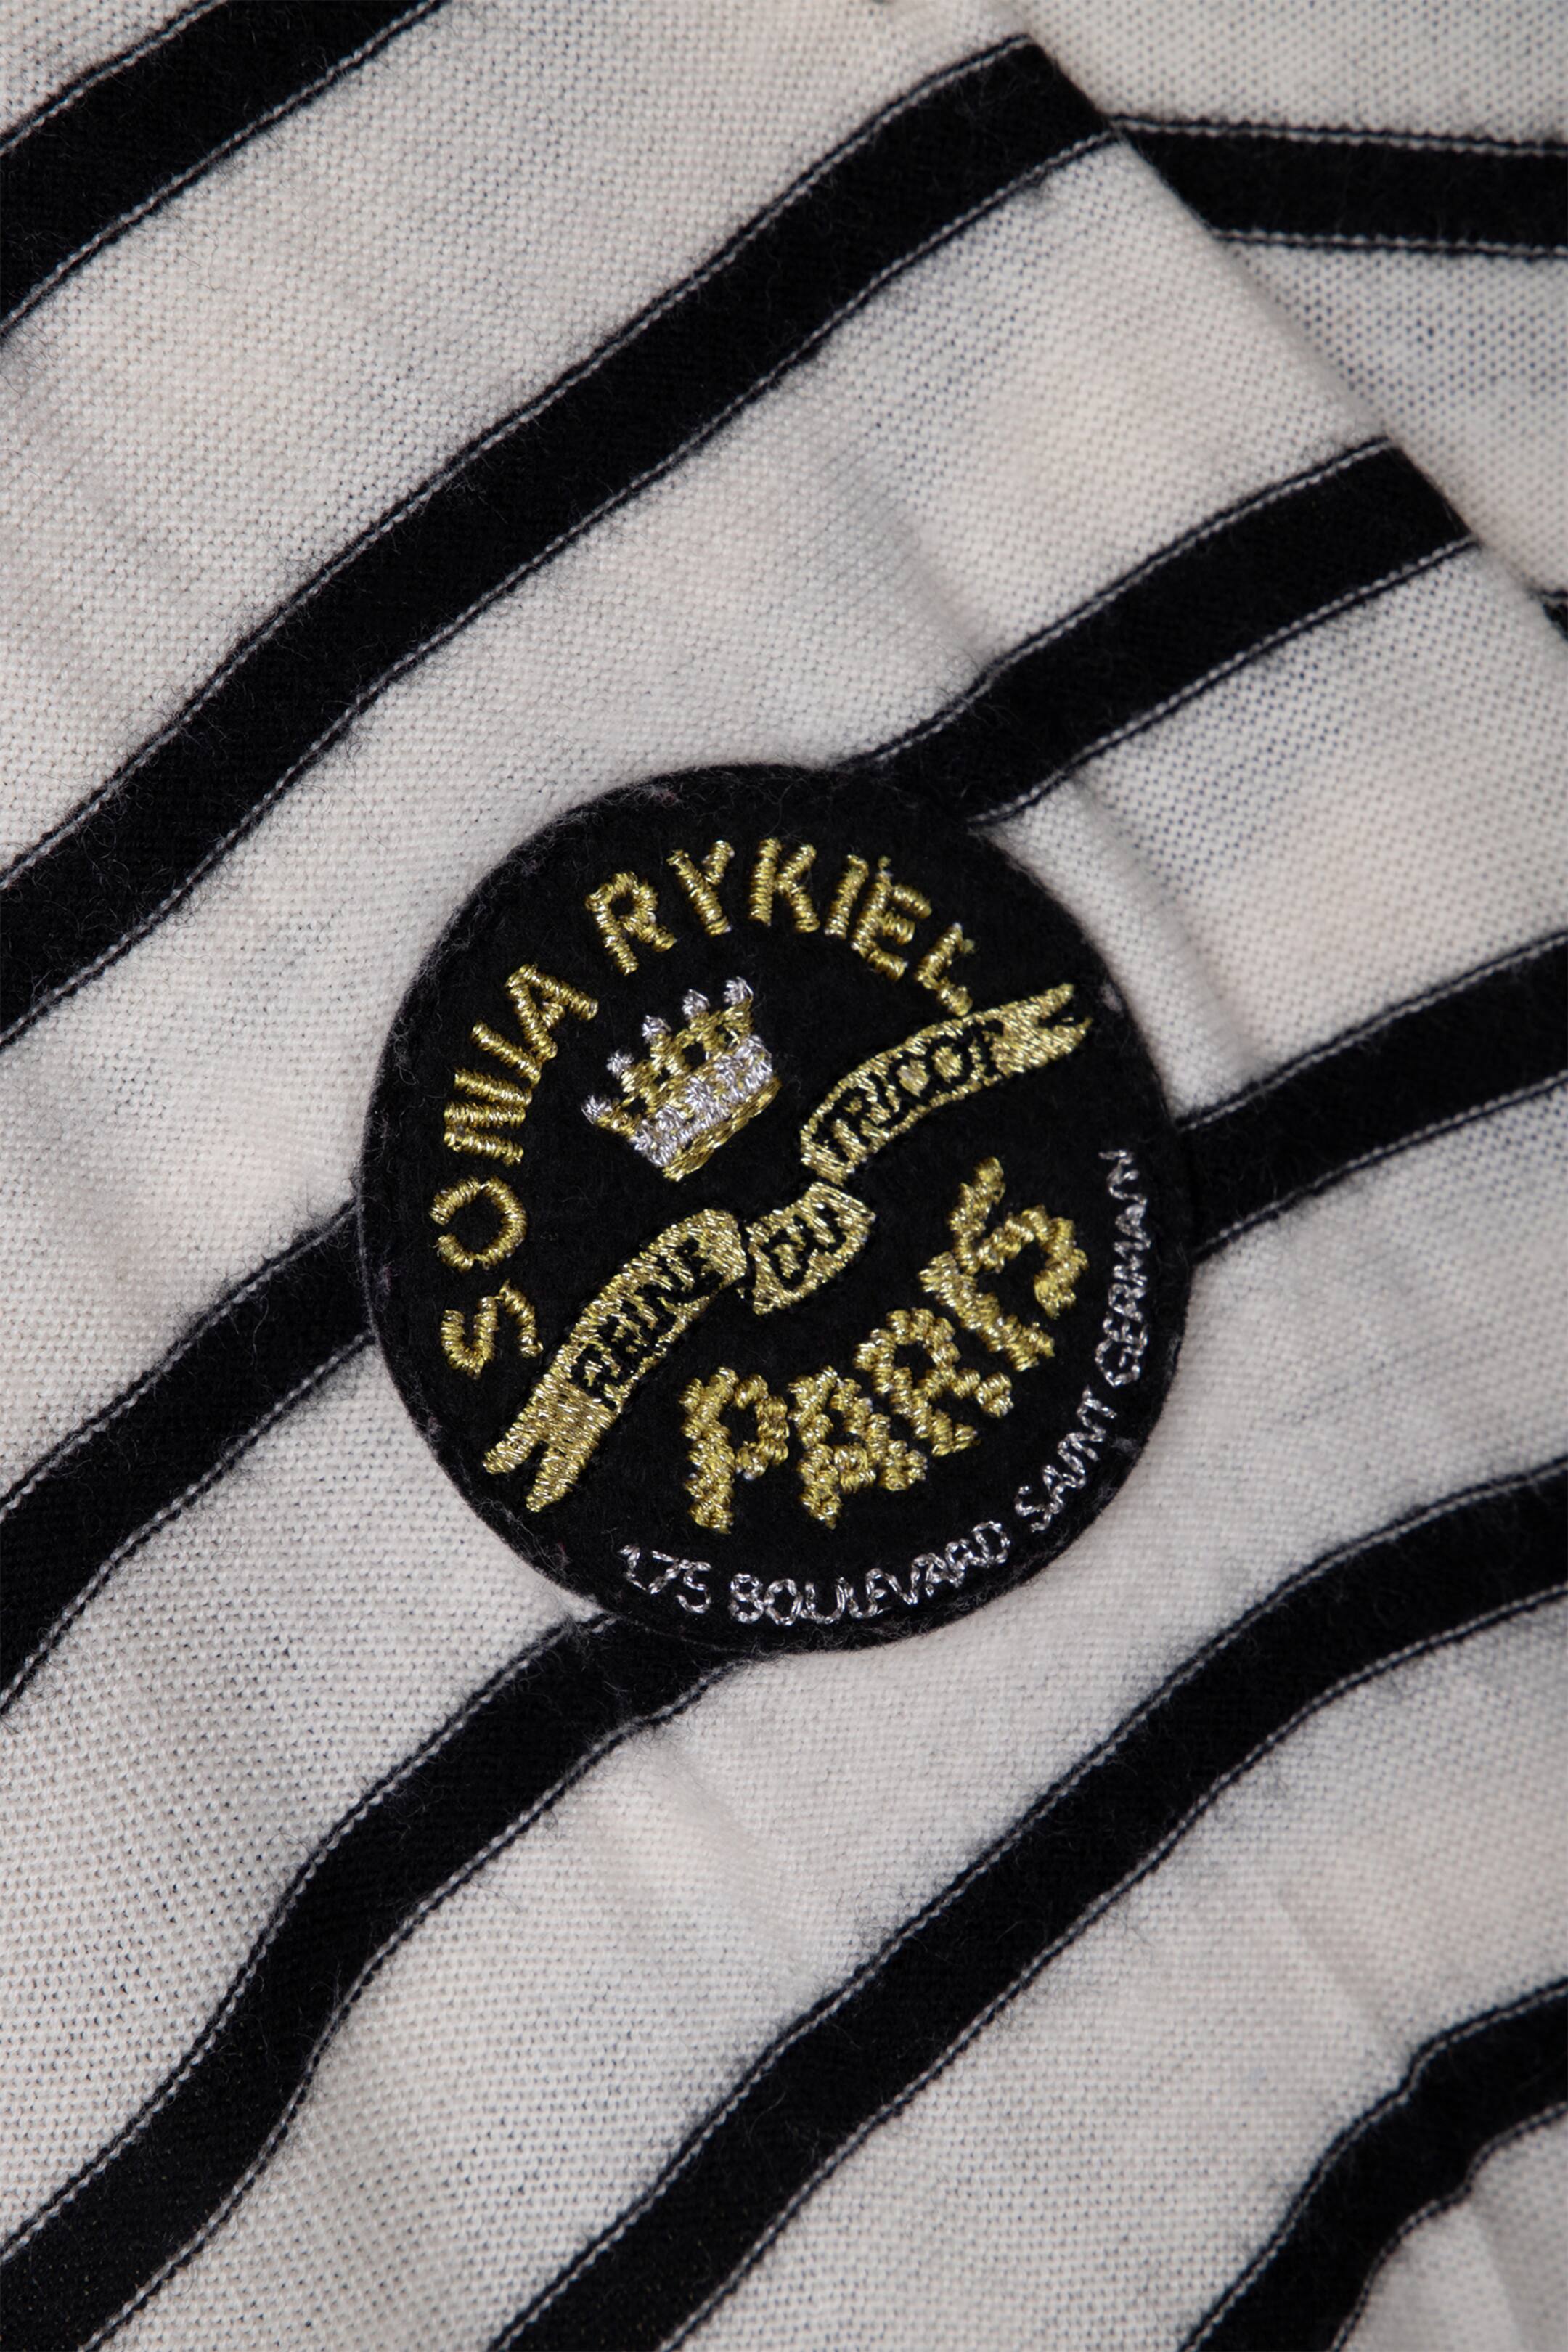 SONIA RYKIEL
REINE DU TRICOT
PARIS
175 BOULEVARD SAINT GERMAIN